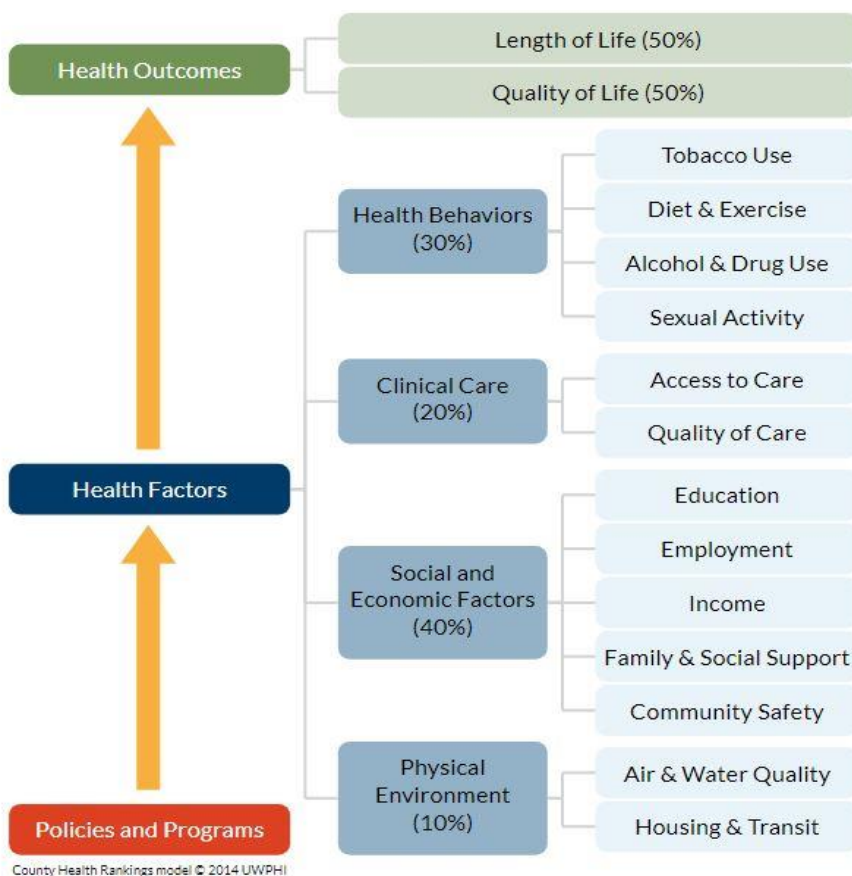 Health Outcomes
Length of Life (50%)
Quality of Life (50%)
Health Factors
Health Behaviors
(30%)
Tobacco Use
Diet & Exercise
Alcohol & Drug Use
Sexual Activity
Clinical Care
(20%)
Access to Care
Quality of Care
Social and
Economic Factors
(40%)
Education
Employment
Income
Family & Social Support
Community Safety
Physical
Environment
(10%)
Air & Water Quality
Housing & Transit
Policies and Programs
County Health Rankings model © 2014 UWPHI